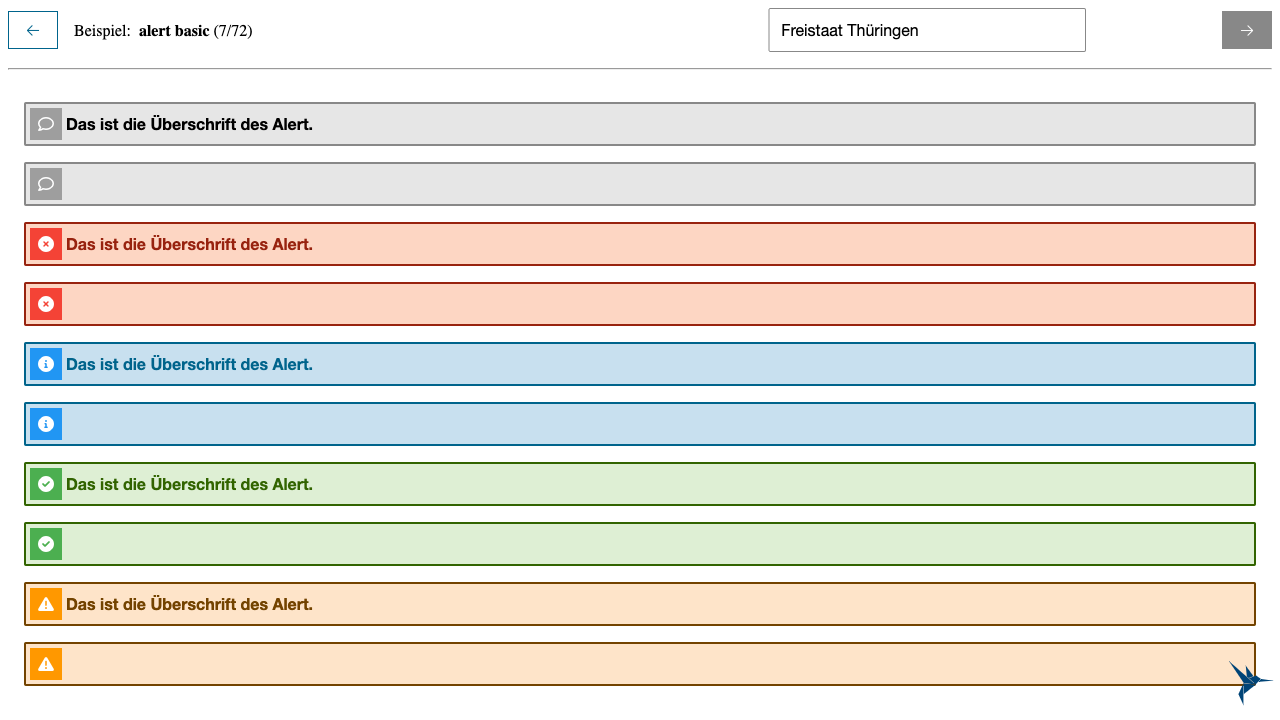 Beispiel: alert basic (7/72)
Freistaat Thüringen
Das ist die Überschrift des Alert.
Das ist die Überschrift des Alert.
Das ist die Überschrift des Alert.
Das ist die Überschrift des Alert.
Das ist die Überschrift des Alert.